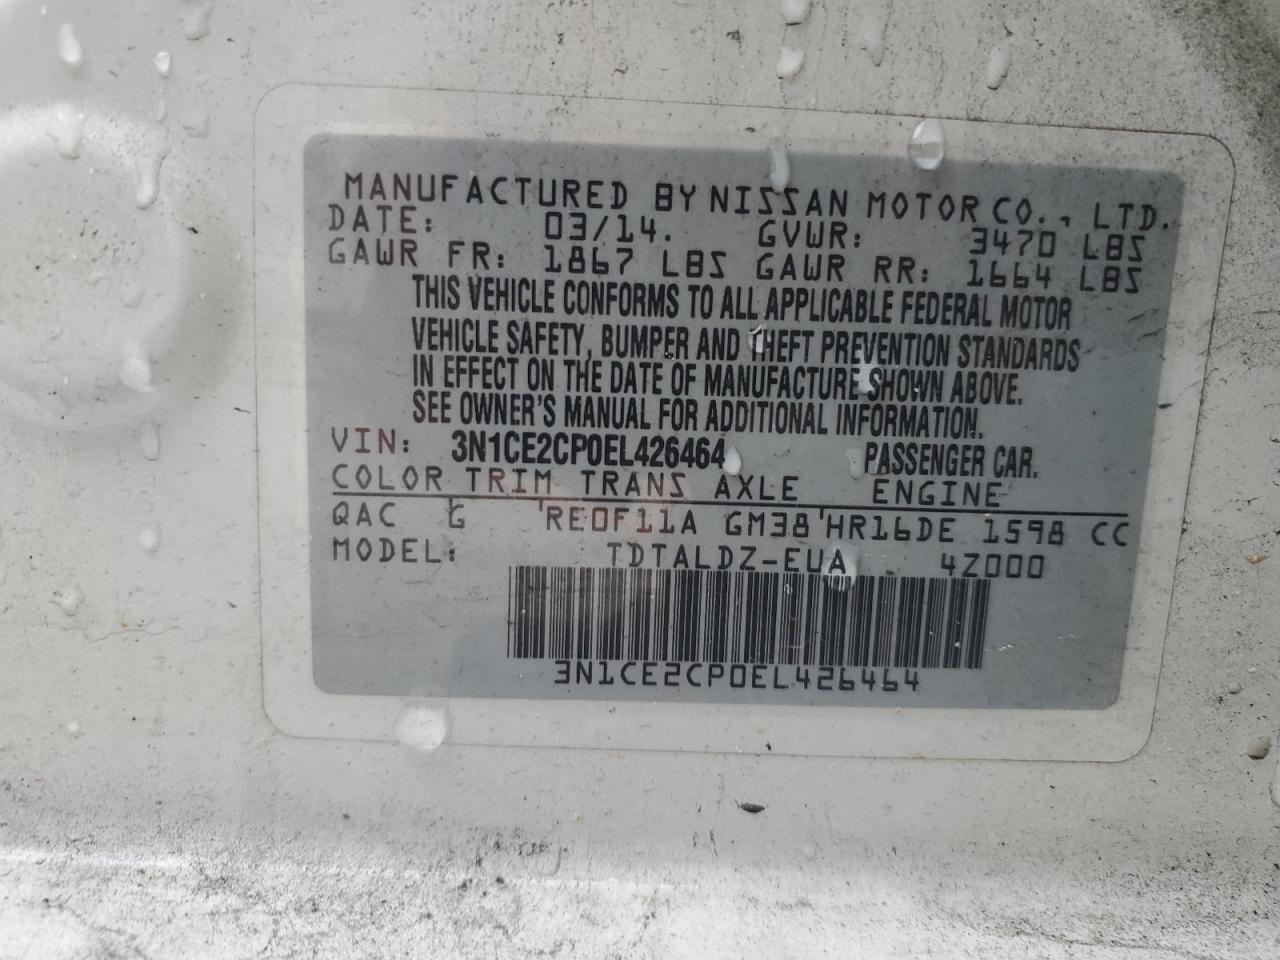 MANUFACTURED BY NISSAN MOTOR CO., LTD.
DATE: 03/14. GVWR: 3470 LBS
GAWR FR: 1867 LBS GAWR RR: 1664 LBS
THIS VEHICLE CONFORMS TO ALL APPLICABLE FEDERAL MOTOR
VEHICLE SAFETY, BUMPER AND THEFT PREVENTION STANDARDS
IN EFFECT ON THE DATE OF MANUFACTURE SHOWN ABOVE.
SEE OWNER'S MANUAL FOR ADDITIONAL INFORMATION.
VIN: 3N1CE2CP0EL426464 PASSENGER CAR.
COLOR TRIM TRANS AXLE ENGINE
QAC G 'RE0F11A GM38'HR16DE 1598 CC
MODEL: TDTALDZ-EUA 4Z000
3N1CE2CP0EL426464